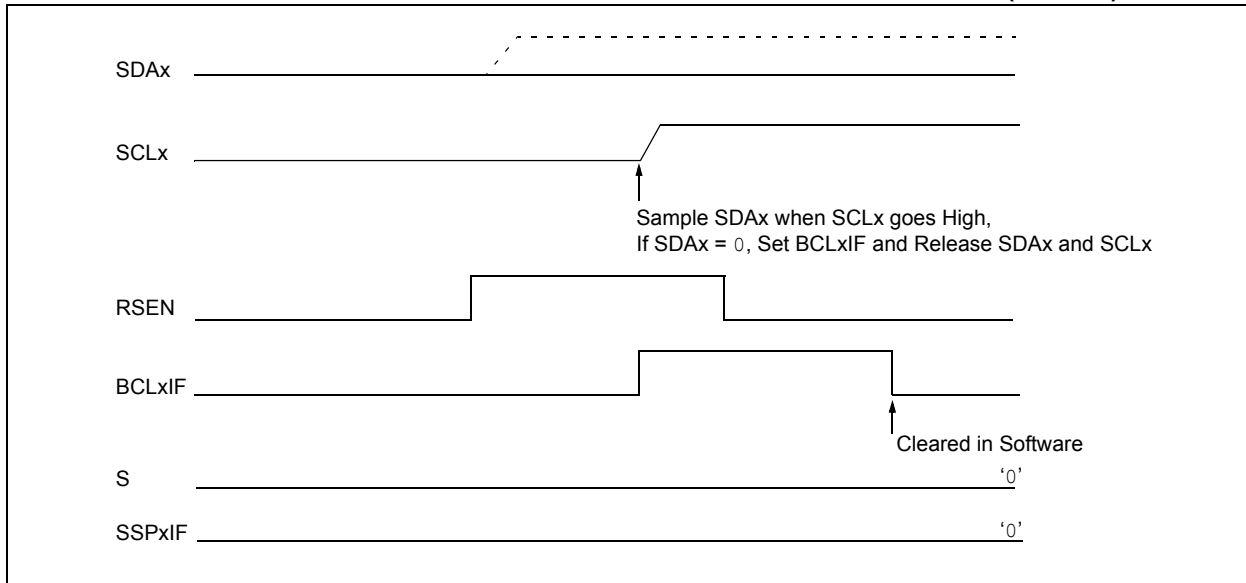 SDAx
SCLx
Sample SDAx when SCLx goes High,
If SDAx = 0, Set BCLxIF and Release SDAx and SCLx
RSEN
BCLxIF
Cleared in Software
S
‘0’
SSPxIF
‘0’